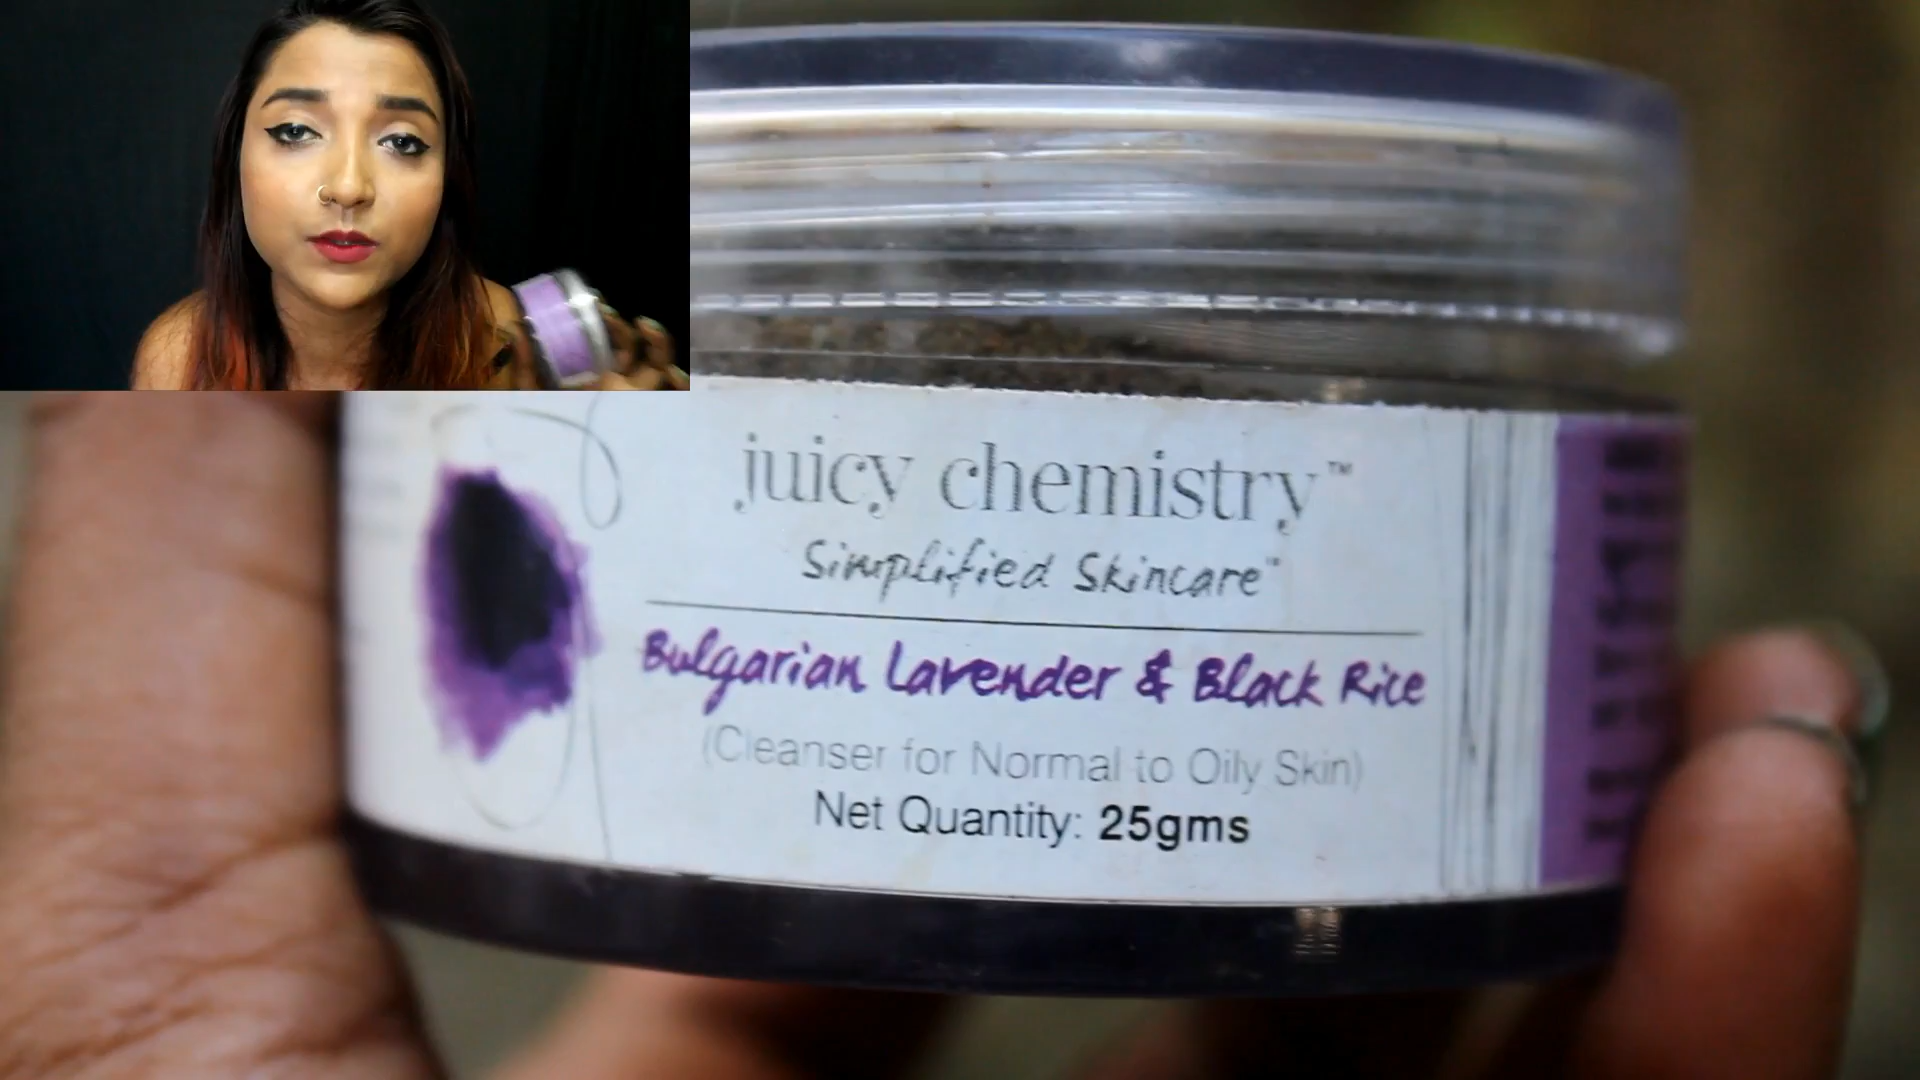 juicy chemistry™
Simplified Skincare™
Bulgarian Lavender & Black Rice
(Cleanser for Normal to Oily Skin)
Net Quantity: 25gms